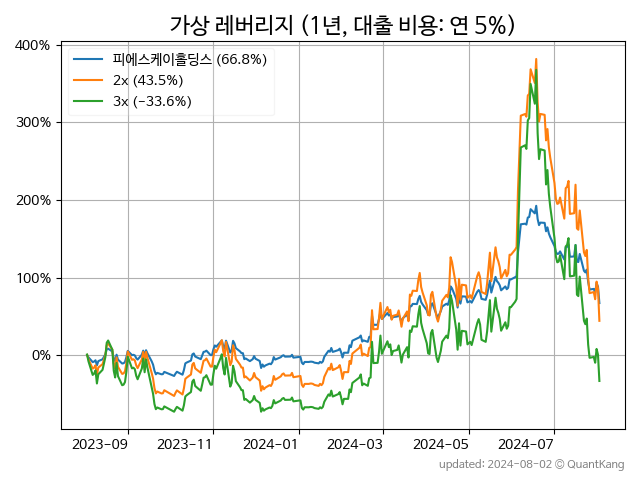 가상 레버리지 (1년, 대출 비용: 연 5%)
피에스케이홀딩스 (66.8%)
2x (43.5%)
3x (−33.6%)
400%
300%
200%
100%
0%
2023-09
2023-11
2024-01
2024-03
2024-05
2024-07
updated: 2024-08-02 © QuantKang